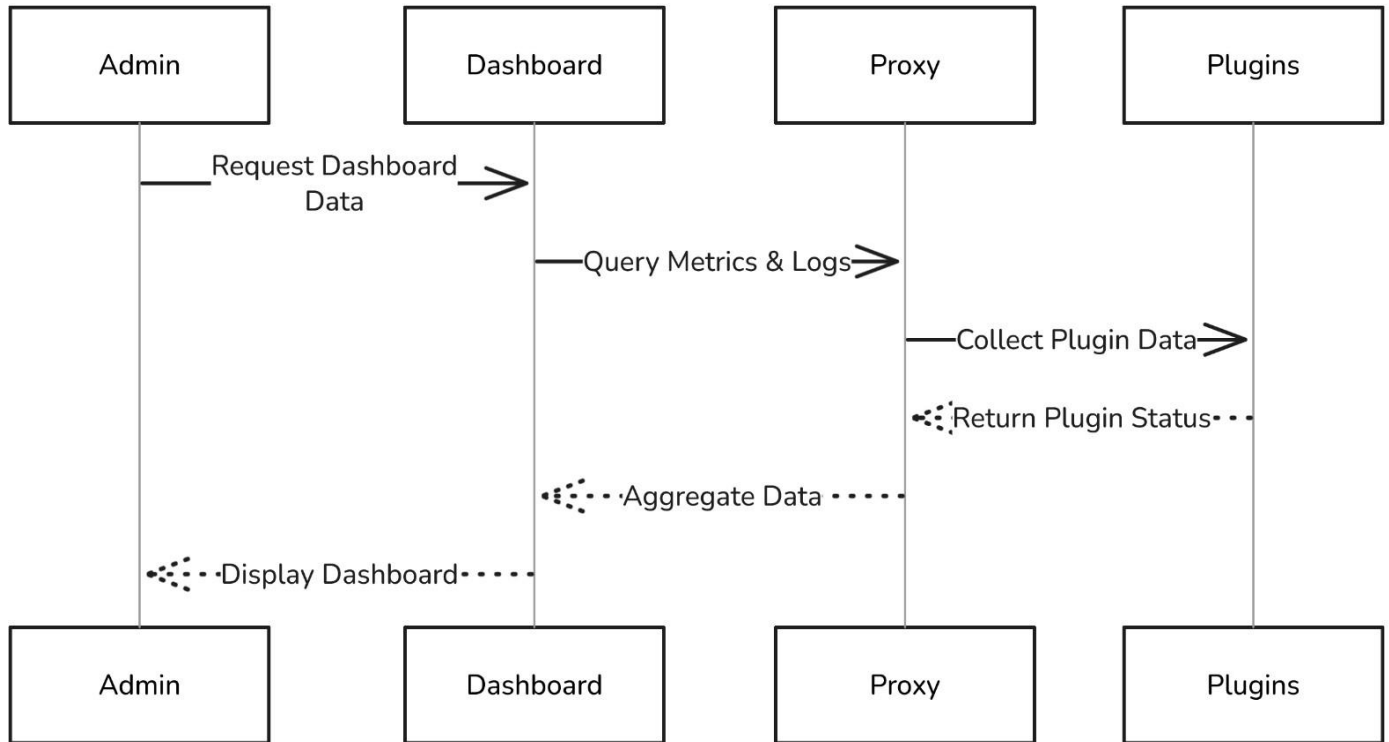 Admin
Dashboard
Proxy
Plugins
Request Dashboard
Data
Query Metrics & Logs
Collect Plugin Data
Return Plugin Status
Aggregate Data
Display Dashboard
Admin
Dashboard
Proxy
Plugins